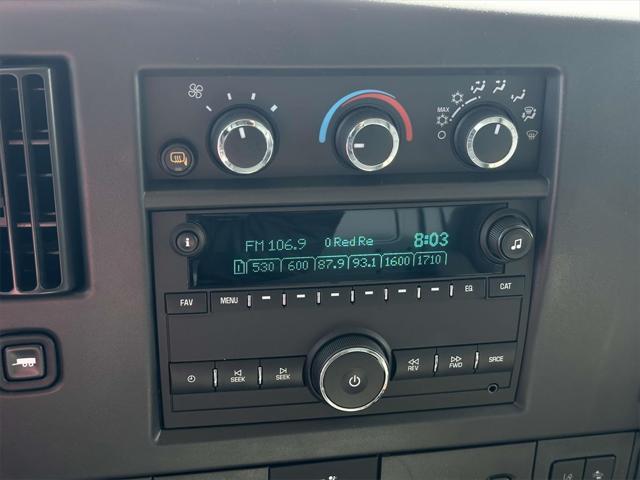 MAX
FM 106.9 0 Red Re 8:03
1 530 600 87.9 93.1 1600 1710
i
FAV MENU EQ CAT
SEEK SEEK REV FWD SRCE